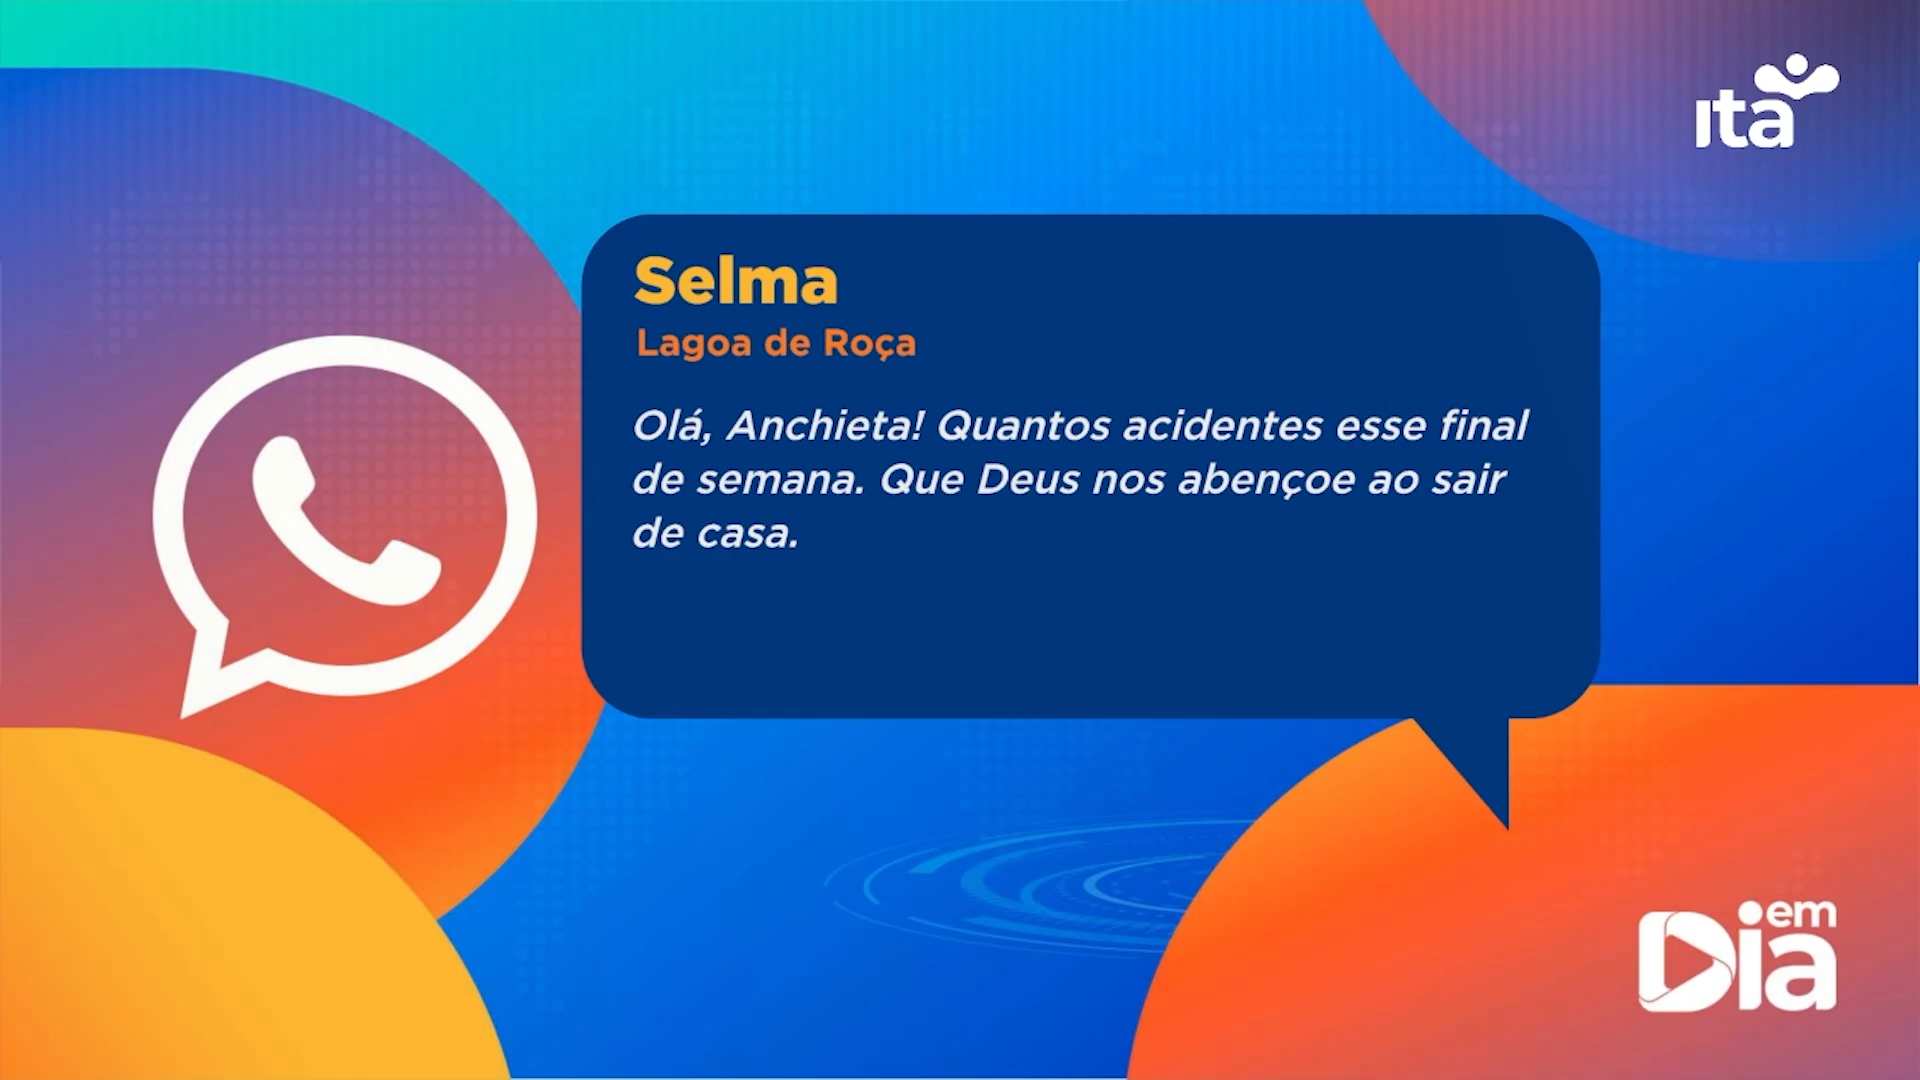 ita
Selma
Lagoa de Roça
Olá, Anchieta! Quantos acidentes esse final
de semana. Que Deus nos abençoe ao sair
de casa.
em
Dia